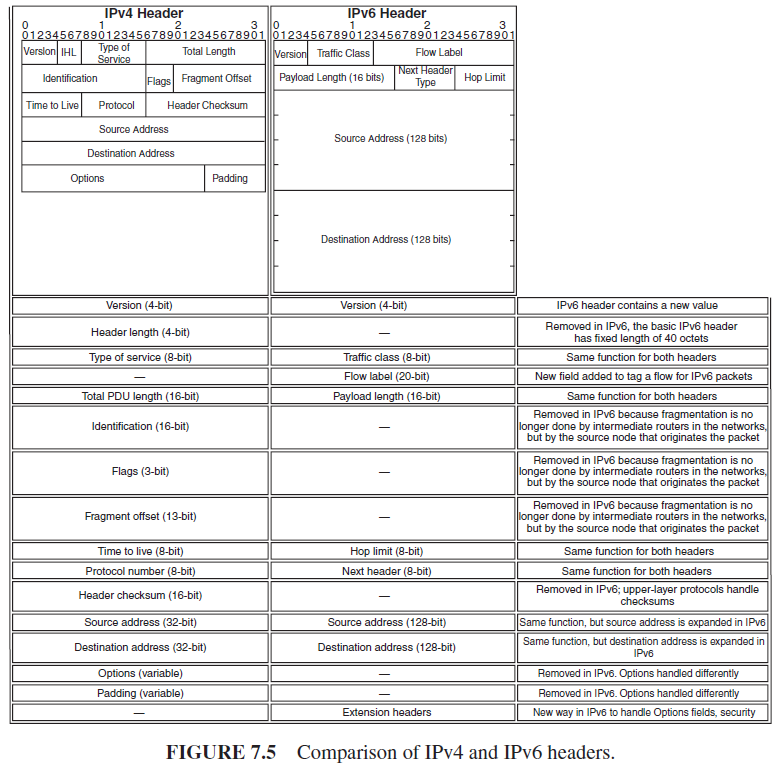 IPv4 Header
IPv6 Header
0 1 2 3
0 1 2 3
01234567890123456789012345678901
01234567890123456789012345678901
Version IHL Type of Service Total Length
Identification Flags Fragment Offset
Time to Live Protocol Header Checksum
Source Address
Destination Address
Options Padding
Version Traffic Class Flow Label
Payload Length (16 bits) Next Header Type Hop Limit
Source Address (128 bits)
Destination Address (128 bits)
Version (4-bit) Version (4-bit) IPv6 header contains a new value
Header length (4-bit) — Removed in IPv6, the basic IPv6 header
has fixed length of 40 octets
Type of service (8-bit) Traffic class (8-bit) Same function for both headers
— Flow label (20-bit) New field added to tag a flow for IPv6 packets
Total PDU length (16-bit) Payload length (16-bit) Same function for both headers
Identification (16-bit) — Removed in IPv6 because fragmentation is no
longer done by intermediate routers in the networks,
but by the source node that originates the packet
Flags (3-bit) — Removed in IPv6 because fragmentation is no
longer done by intermediate routers in the networks,
but by the source node that originates the packet
Fragment offset (13-bit) — Removed in IPv6 because fragmentation is no
longer done by intermediate routers in the networks,
but by the source node that originates the packet
Time to live (8-bit) Hop limit (8-bit) Same function for both headers
Protocol number (8-bit) Next header (8-bit) Same function for both headers
Header checksum (16-bit) — Removed in IPv6; upper-layer protocols handle
checksums
Source address (32-bit) Source address (128-bit) Same function, but source address is expanded in IPv6
Destination address (32-bit) Destination address (128-bit) Same function, but destination address is expanded in
IPv6
Options (variable) — Removed in IPv6. Options handled differently
Padding (variable) — Removed in IPv6. Options handled differently
— Extension headers New way in IPv6 to handle Options fields, security
FIGURE 7.5 Comparison of IPv4 and IPv6 headers.